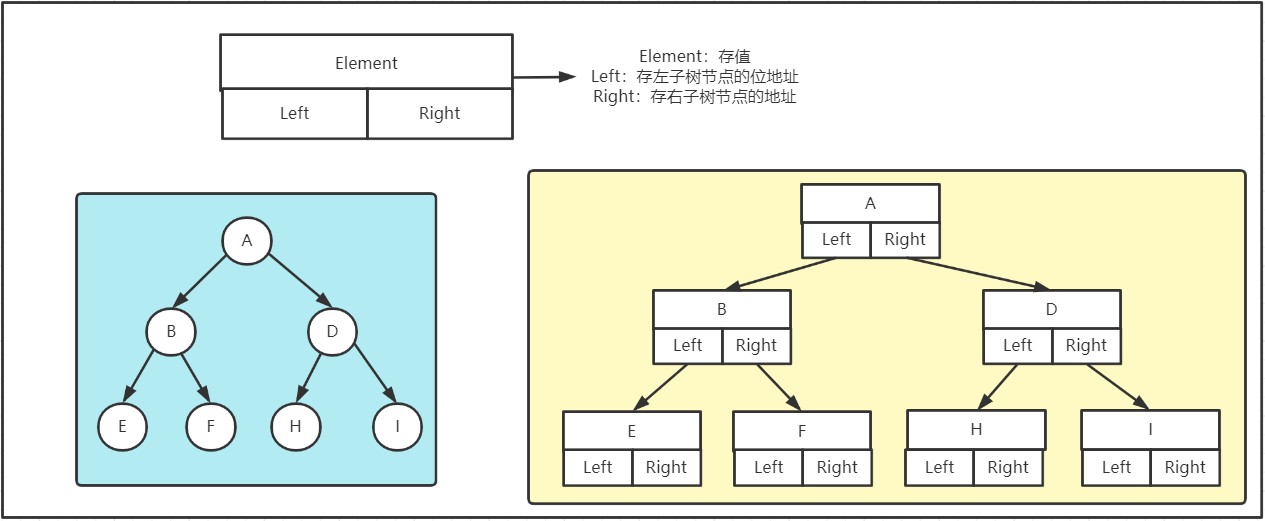 Element
Left Right
Element：存值
Left：存左子树节点的位地址
Right：存右子树节点的地址
A
B D
E F H I
A
Left Right
B D
Left Right Left Right
E F H I
Left Right Left Right Left Right Left Right